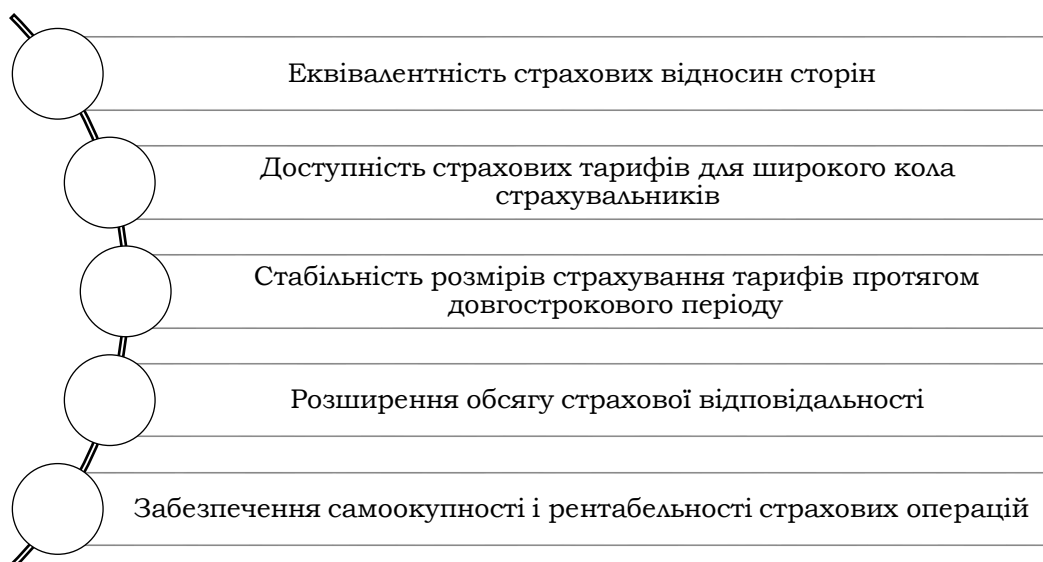 Еквівалентність страхових відносин сторін
Доступність страхових тарифів для широкого кола
страхувальників
Стабільність розмірів страхування тарифів протягом
довгострокового періоду
Розширення обсягу страхової відповідальності
Забезпечення самоокупності і рентабельності страхових операцій